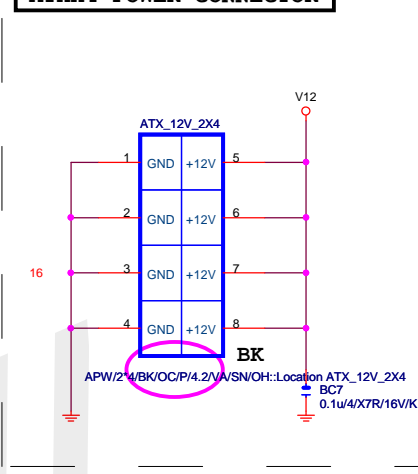 POWER CONNECTOR
V12
ATX_12V_2X4
1 GND +12V 5
2 GND +12V 6
16
3 GND +12V 7
4 GND +12V 8
BK
APW/2*4/BK/OC/P/4.2/VA/SN/OH::Location ATX_12V_2X4
BC7
0.1u/4/X7R/16V/K